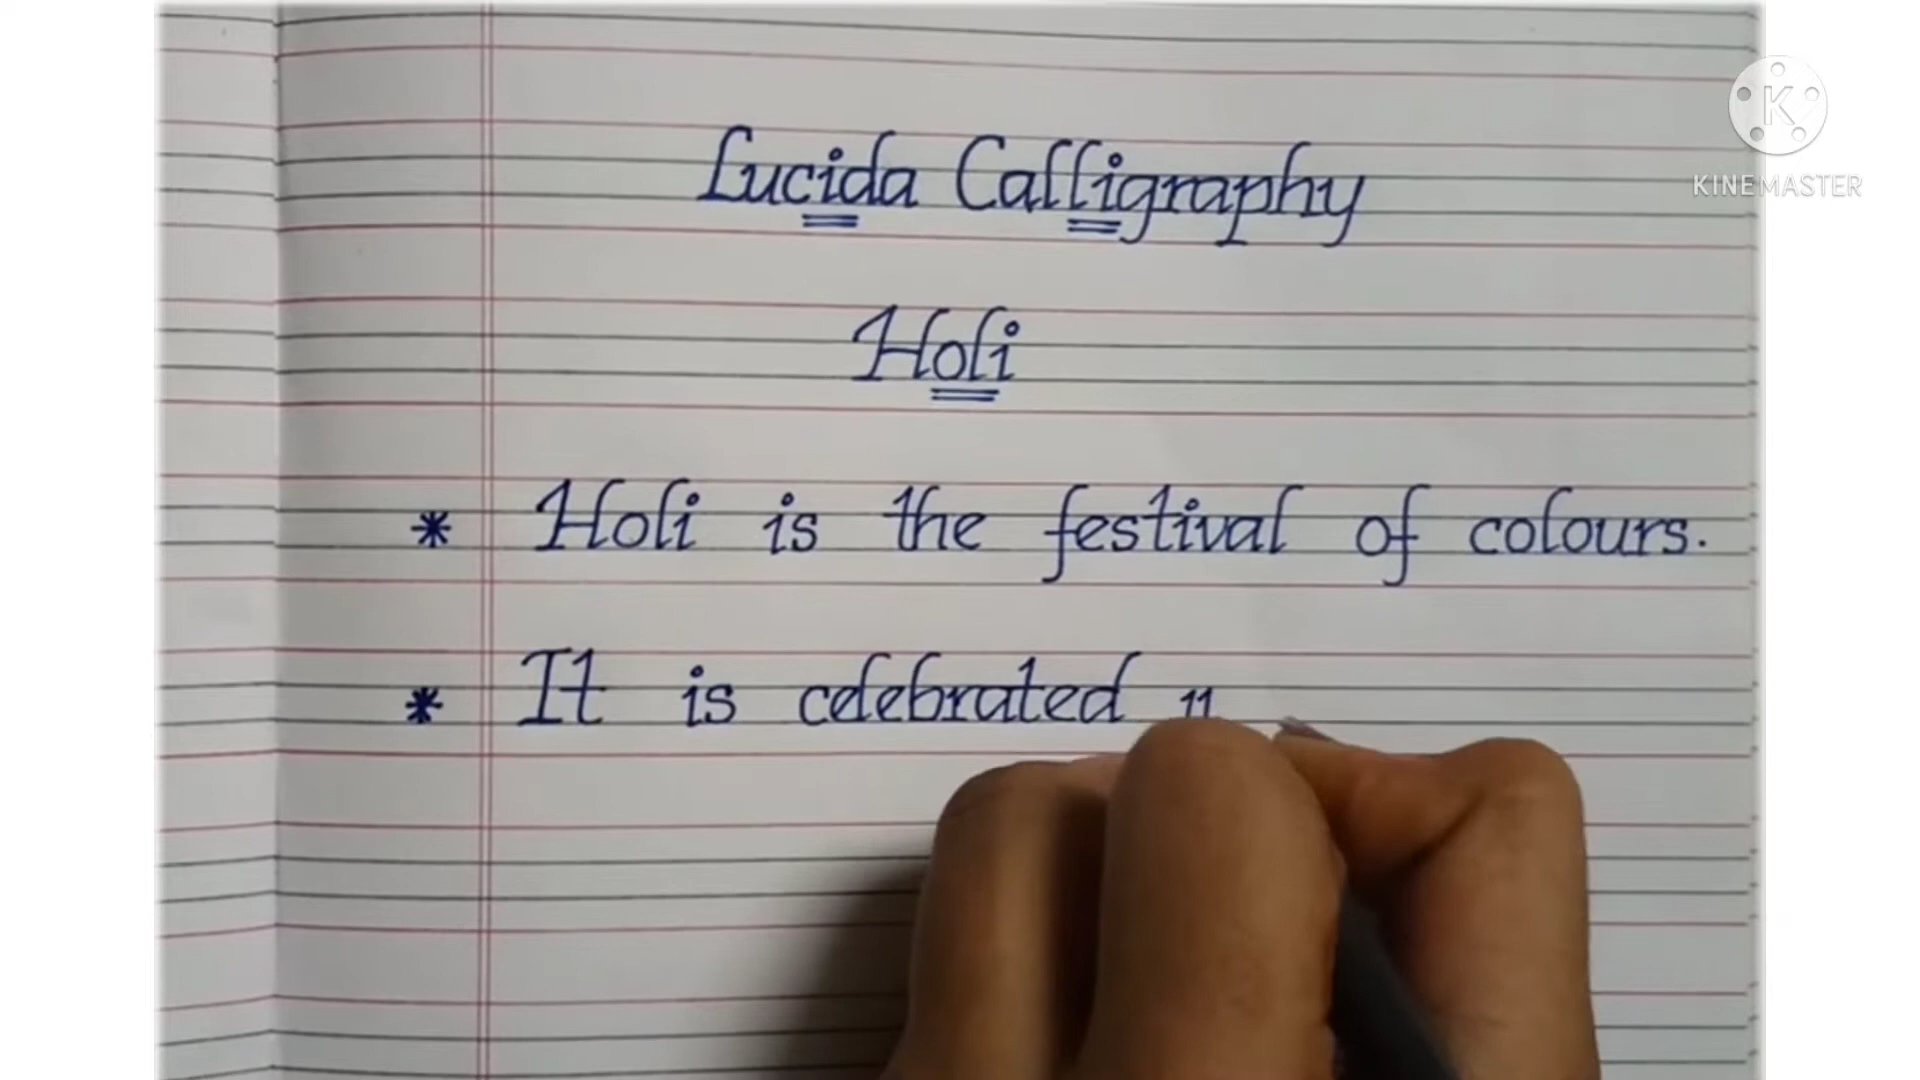 Lucida Calligraphy
Holi
* Holi is the festival of colours.
* It is celebrated
KINEMASTER